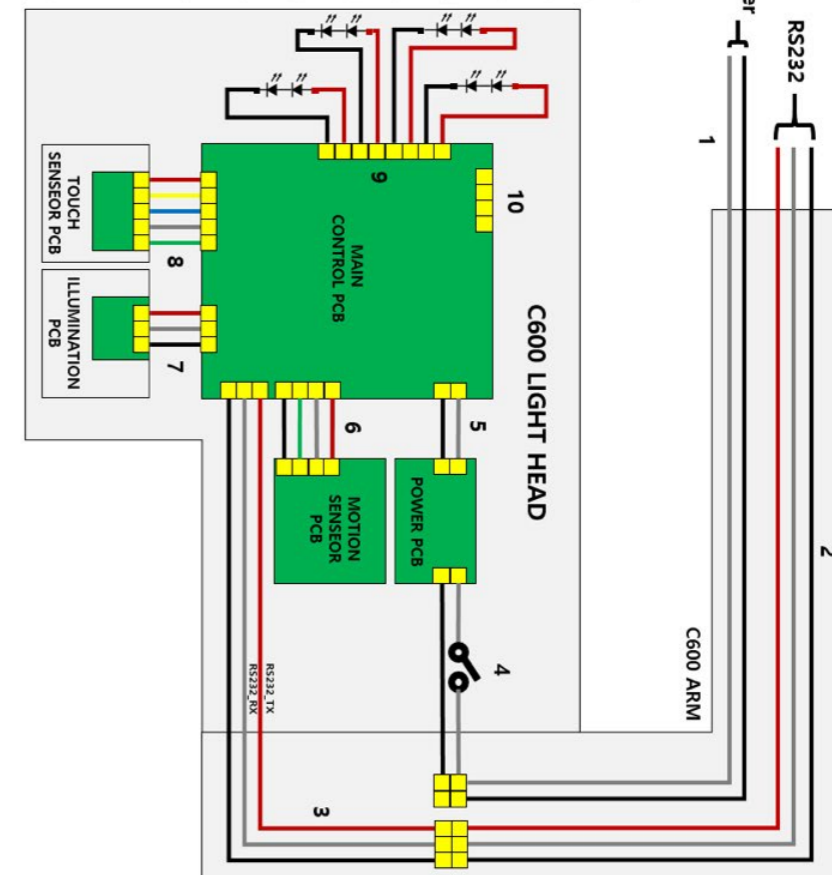 er
RS232
1
2
C600 ARM
C600 LIGHT HEAD
10
9
MAIN
CONTROL PCB
TOUCH
SENSEOR PCB
8
ILLUMINATION
PCB
7
6
5
MOTION
SENSEOR
PCB
POWER PCB
4
RS232_TX
RS232_RX
3